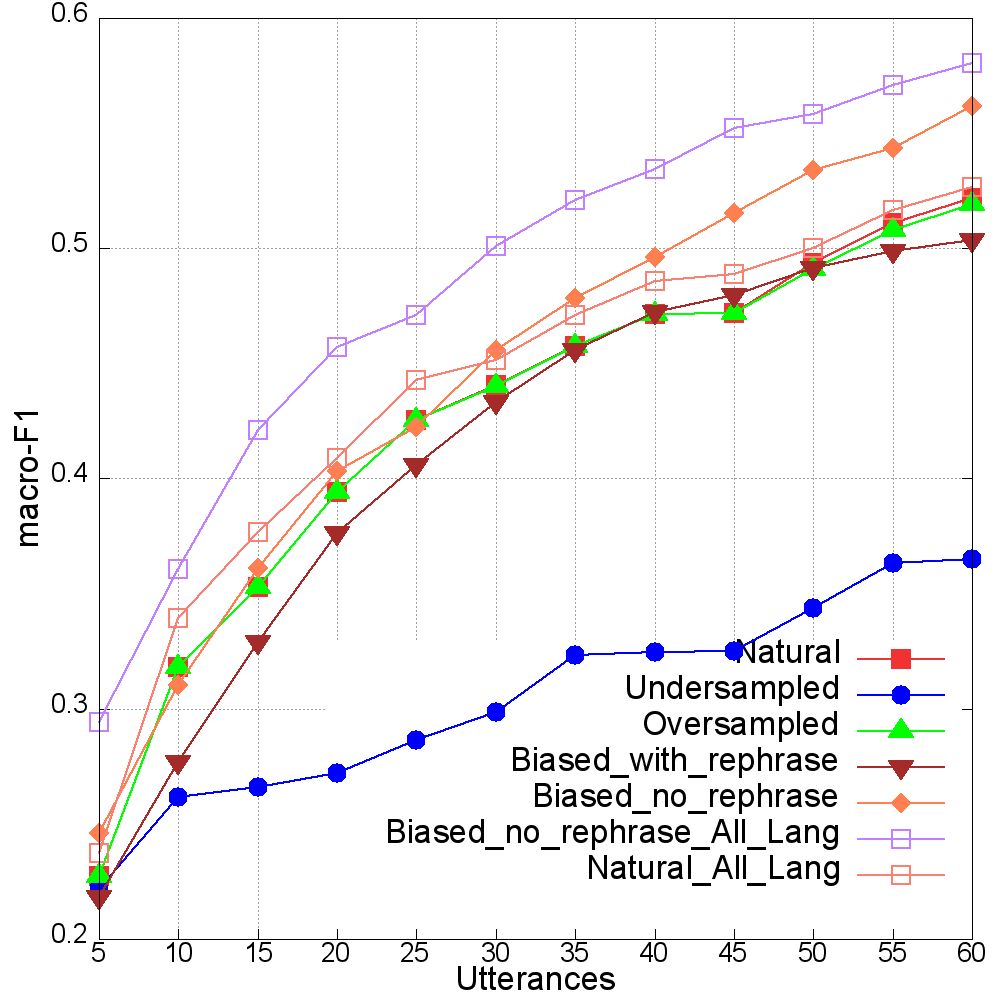 0.6
0.5
0.4
0.3
0.2
macro-F1
Natural
Undersampled
Oversampled
Biased_with_rephrase
Biased_no_rephrase
Biased_no_rephrase_All_Lang
Natural_All_Lang
5 10 15 20 25 30 35 40 45 50 55 60
Utterances